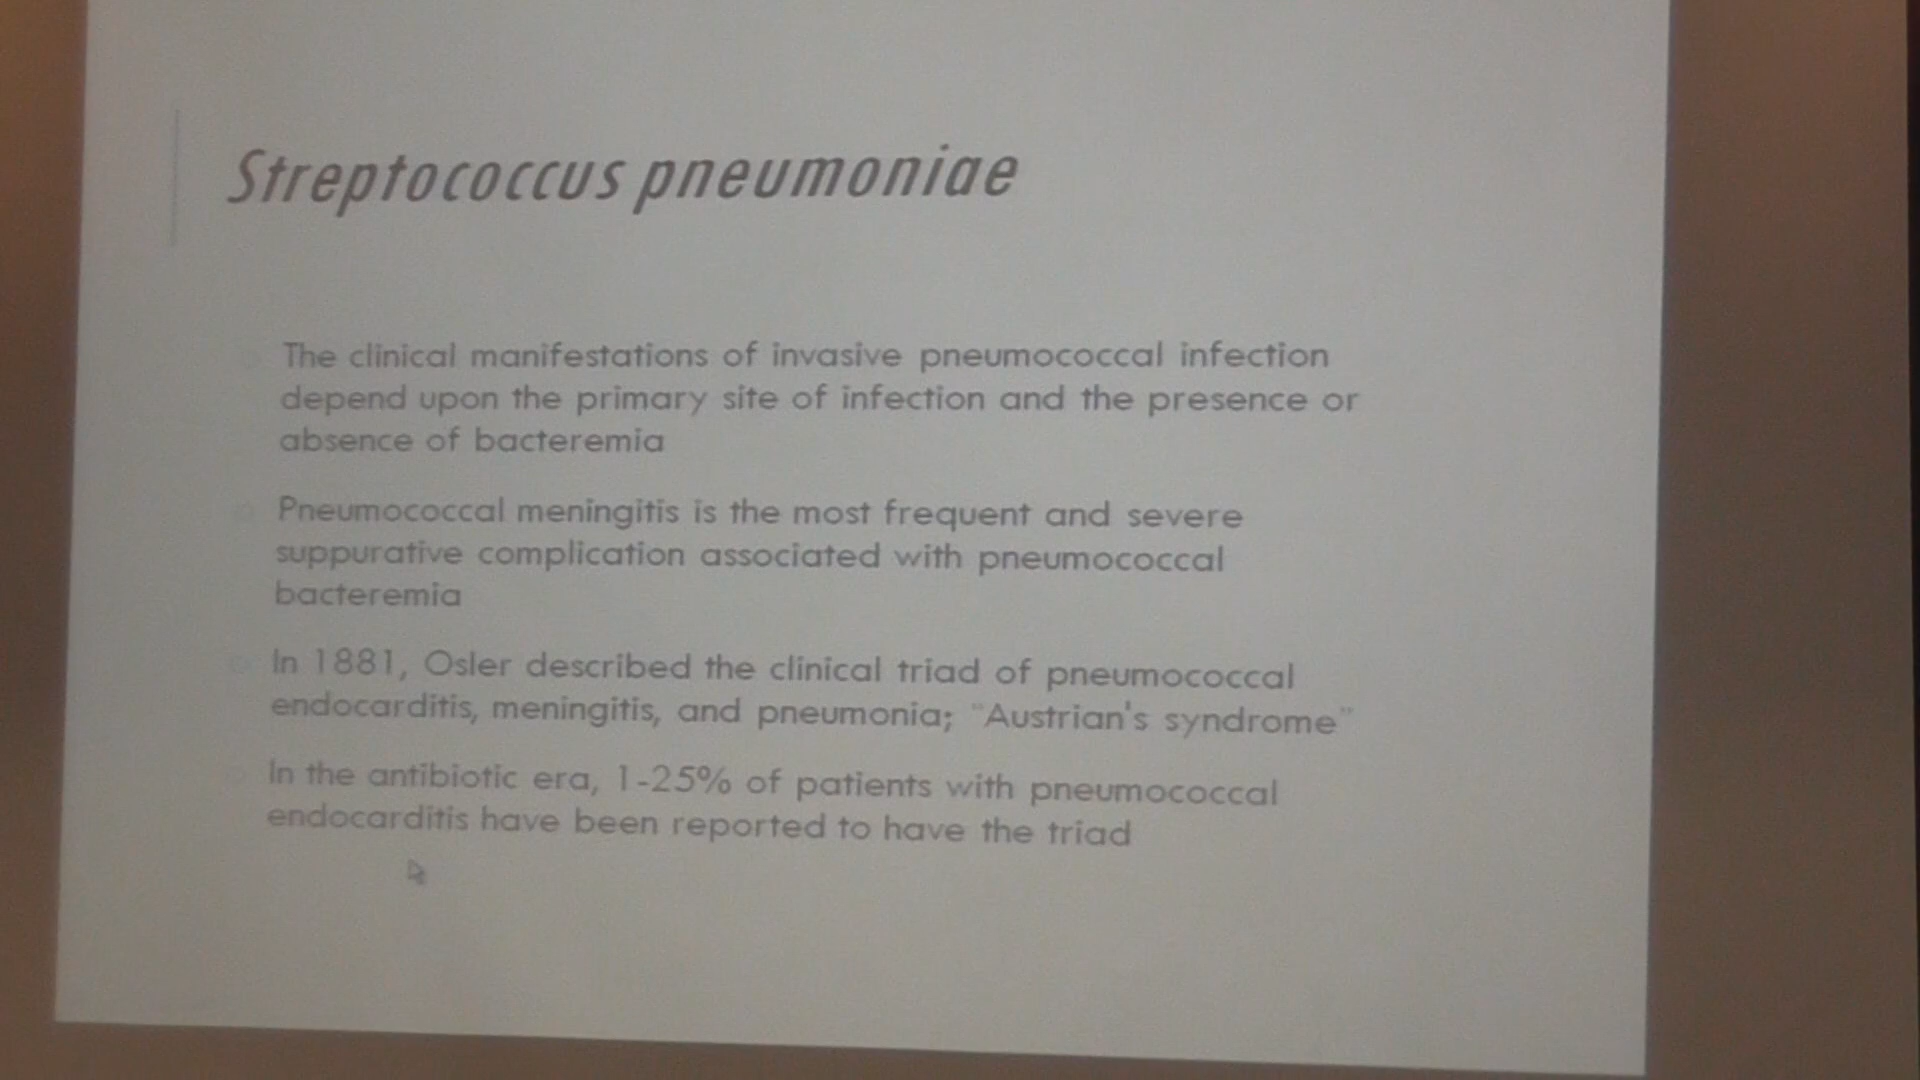 Streptococcus pneumoniae
The clinical manifestations of invasive pneumococcal infection
depend upon the primary site of infection and the presence or
absence of bacteremia
Pneumococcal meningitis is the most frequent and severe
suppurative complication associated with pneumococcal
bacteremia
In 1881, Osler described the clinical triad of pneumococcal
endocarditis, meningitis, and pneumonia; "Austrian's syndrome"
In the antibiotic era, 1-25% of patients with pneumococcal
endocarditis have been reported to have the triad